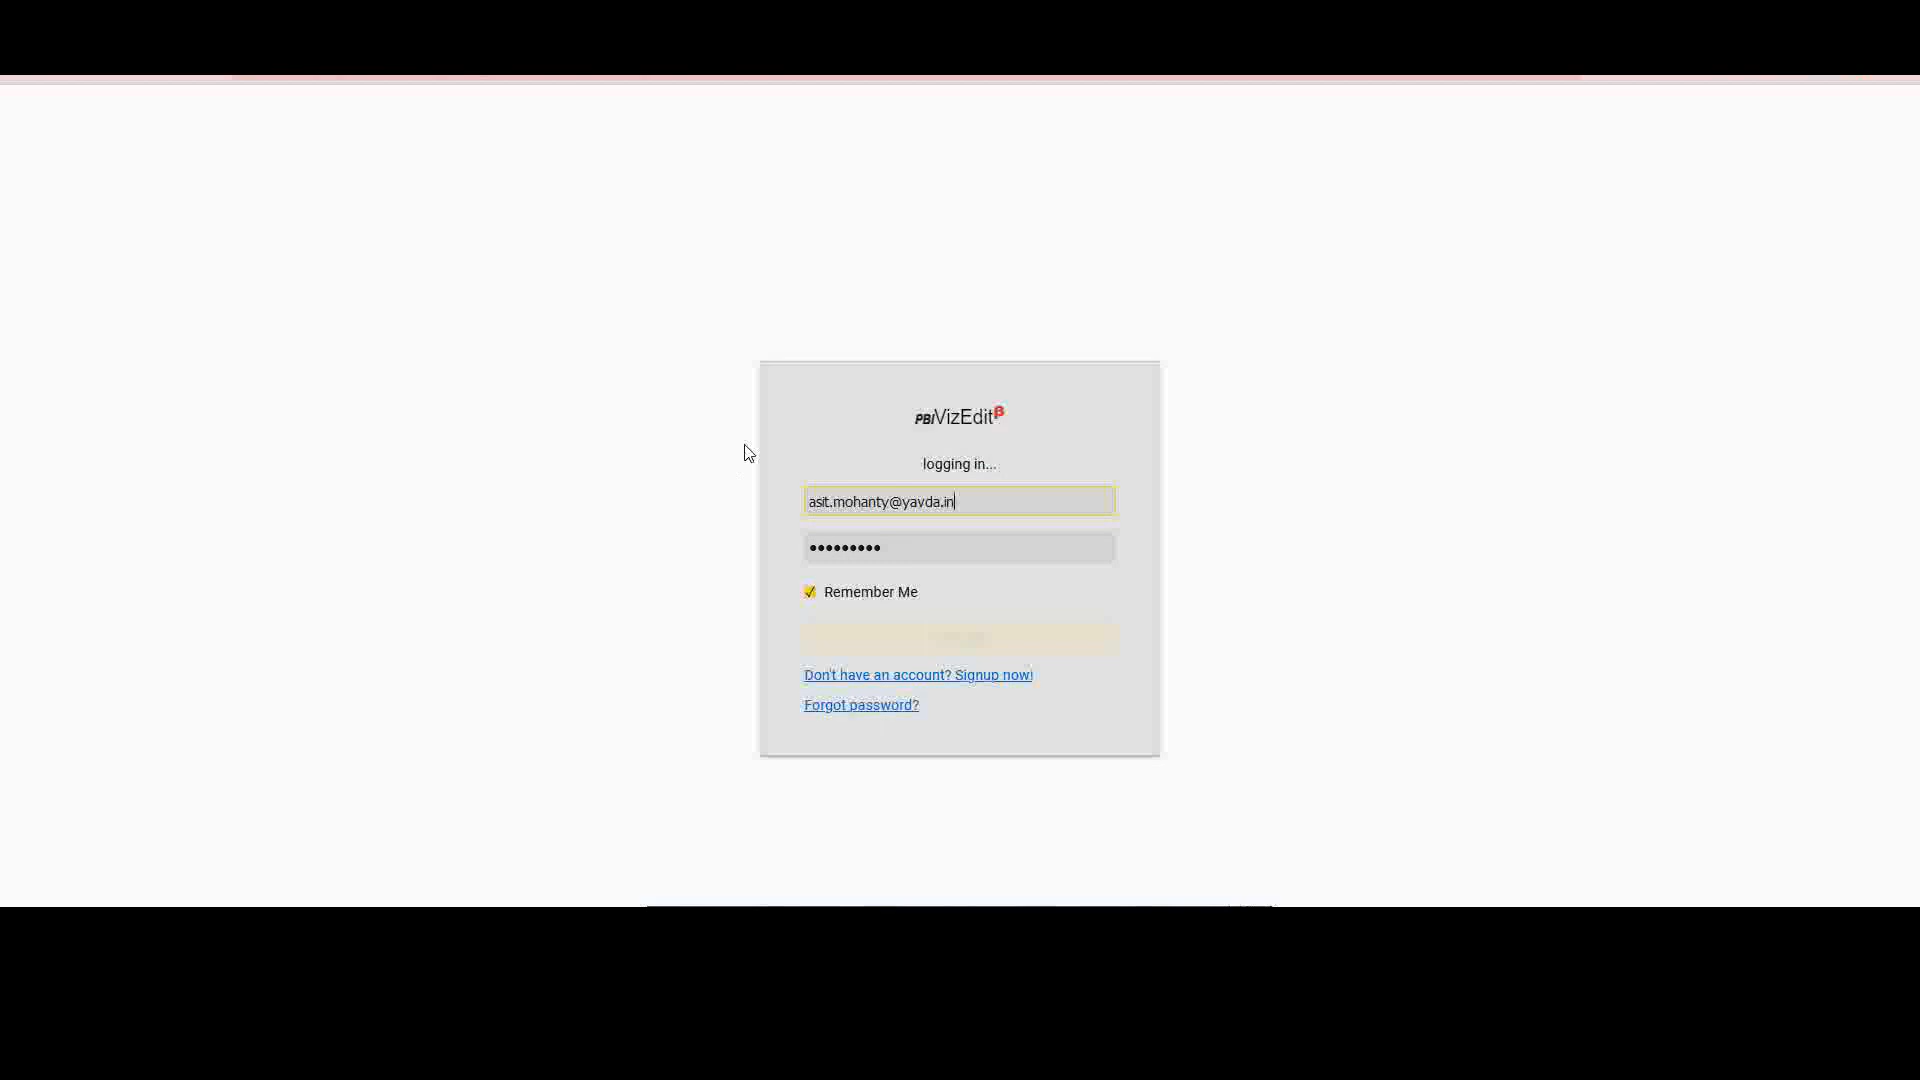 PBIVizEditβ
logging in...
asit.mohanty@yavda.in
•••••••••
Remember Me
Don't have an account? Signup now!
Forgot password?